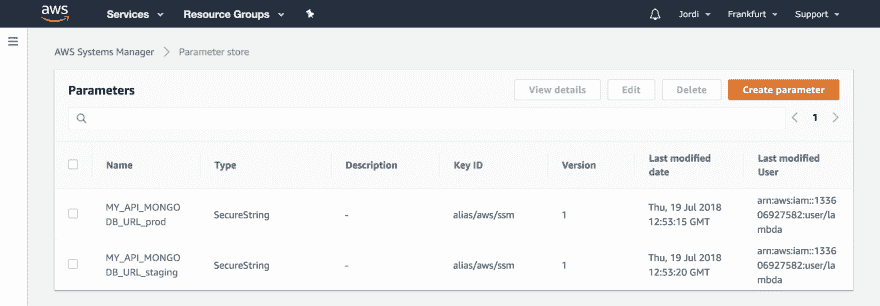 aws Services Resource Groups Jordi Frankfurt Support
AWS Systems Manager Parameter store
Parameters View details Edit Delete Create parameter
1
Name Type Description Key ID Version Last modified date Last modified User
MY_API_MONGODB_URL_prod SecureString - alias/aws/ssm 1 Thu, 19 Jul 2018 12:53:15 GMT arn:aws:iam::133606927582:user/lambda
MY_API_MONGODB_URL_staging SecureString - alias/aws/ssm 1 Thu, 19 Jul 2018 12:53:20 GMT arn:aws:iam::133606927582:user/lambda